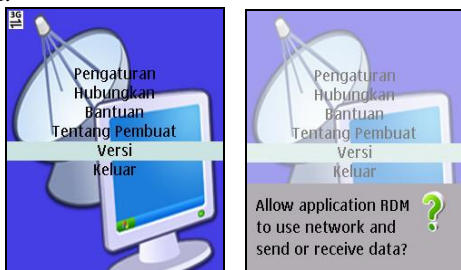 3G
Pengaturan
Hubungkan
Bantuan
Tentang Pembuat
Versi
Keluar
Pengaturan
Hubungkan
Bantuan
Tentang Pembuat
Versi
Keluar
Allow application RDM
to use network and
send or receive data?